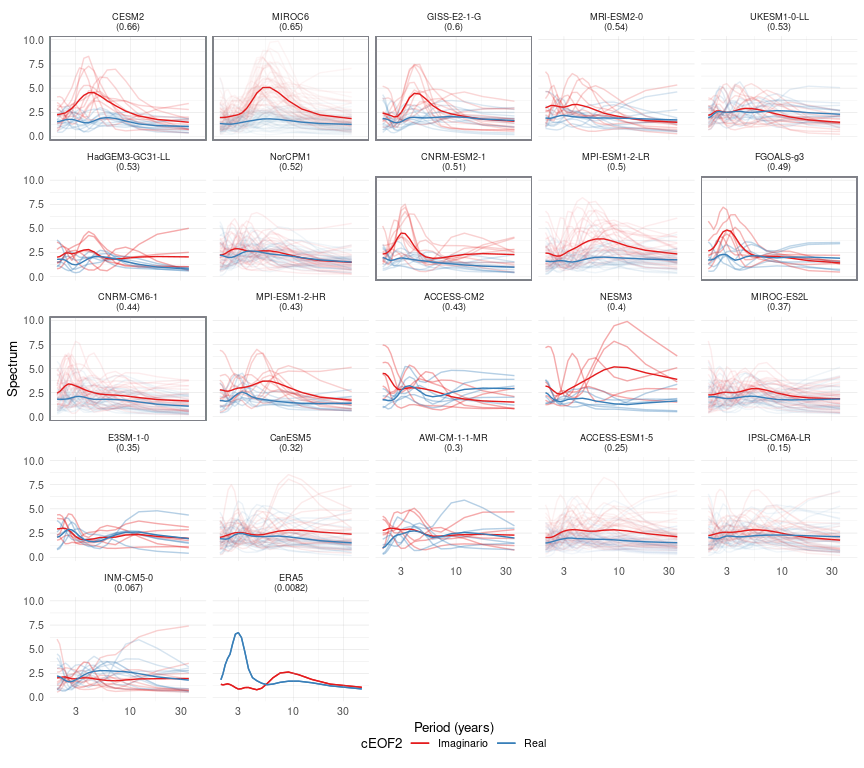 CESM2 MIROC6 GISS-E2-1-G MRI-ESM2-0 UKESM1-0-LL
(0.66) (0.65) (0.6) (0.54) (0.53)
10.0
7.5
5.0
2.5
0.0
HadGEM3-GC31-LL NorCPM1 CNRM-ESM2-1 MPI-ESM1-2-LR FGOALS-g3
(0.53) (0.52) (0.51) (0.5) (0.49)
10.0
7.5
5.0
2.5
0.0
CNRM-CM6-1 MPI-ESM1-2-HR ACCESS-CM2 NESM3 MIROC-ES2L
(0.44) (0.43) (0.43) (0.4) (0.37)
10.0
7.5
5.0
2.5
0.0
Spectrum
E3SM-1-0 CanESM5 AWI-CM-1-1-MR ACCESS-ESM1-5 IPSL-CM6A-LR
(0.35) (0.32) (0.3) (0.25) (0.15)
10.0
7.5
5.0
2.5
0.0
3 10 30 3 10 30 3 10 30
INM-CM5-0 ERA5
(0.067) (0.0082)
10.0
7.5
5.0
2.5
0.0
3 10 30 3 10 30
Period (years)
cEOF2 Imaginario Real